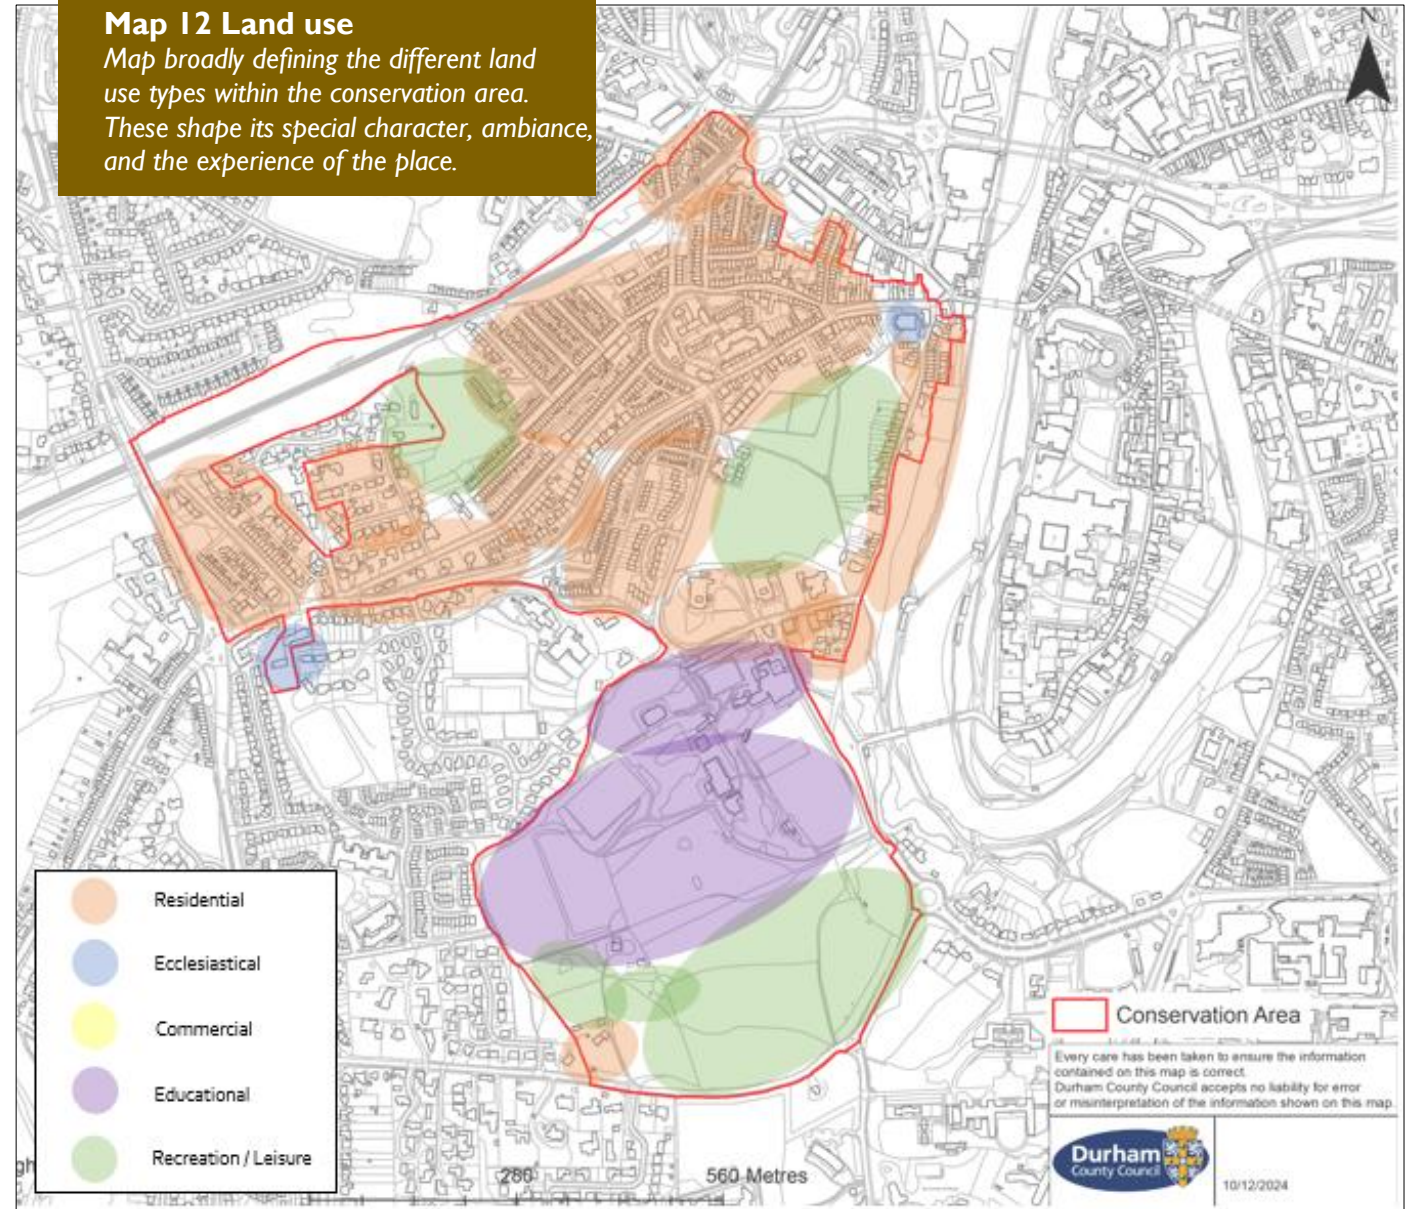 Map 12 Land use
Map broadly defining the different land
use types within the conservation area.
These shape its special character, ambiance,
and the experience of the place.
N
Residential
Ecclesiastical
Commercial
Educational
Recreation / Leisure
280
560 Metres
Conservation Area
Every care has been taken to ensure the information
contained on this map is correct.
Durham County Council accepts no liability for error
or misinterpretation of the information shown on this map.
Durham
County Council
10/12/2024